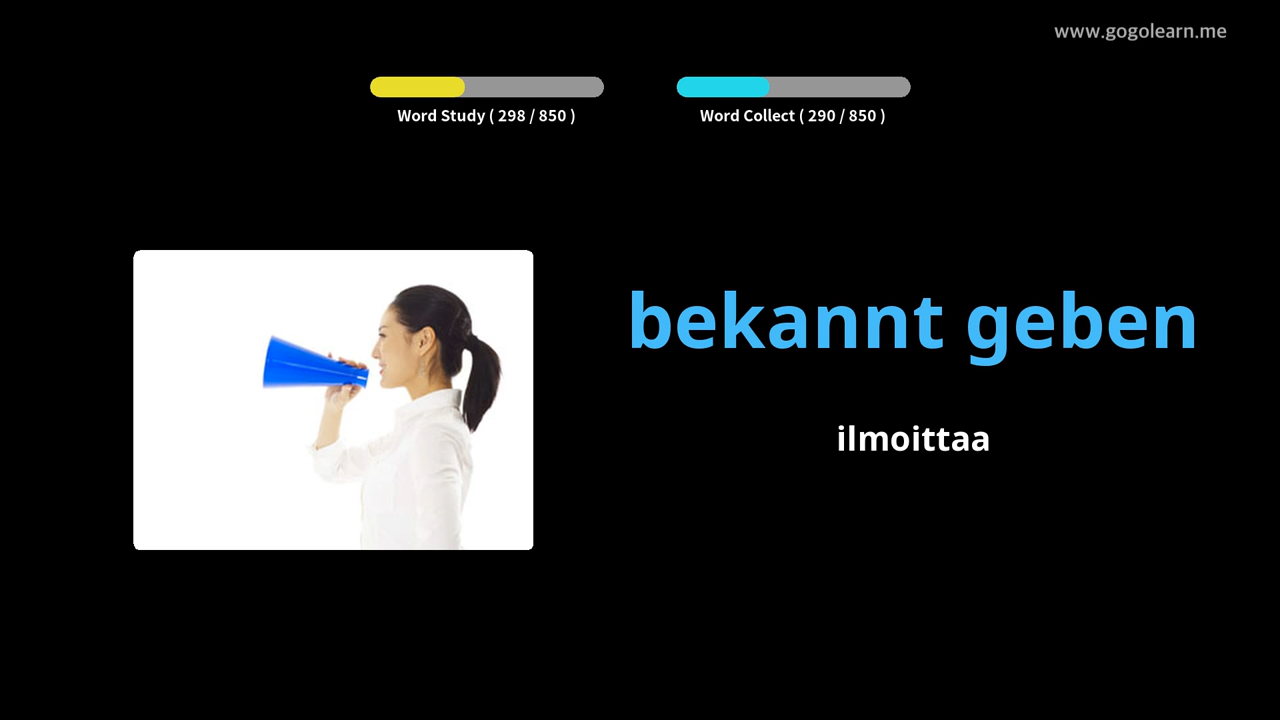 www.gogolearn.me
Word Study ( 298 / 850 )
Word Collect ( 290 / 850 )
bekannt geben
ilmoittaa